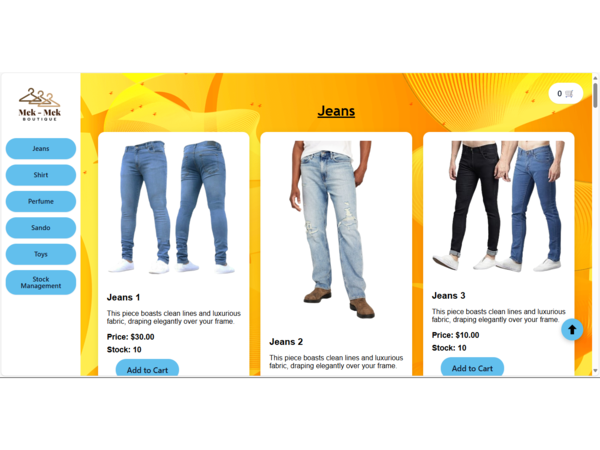 Mek - Mek
BOUTIQUE
Jeans
Shirt
Perfume
Sando
Toys
Stock
Management
0
Jeans
Jeans 1
This piece boasts clean lines and luxurious
fabric, draping elegantly over your frame.
Price: $30.00
Stock: 10
Add to Cart
Jeans 2
This piece boasts clean lines and luxurious
fabric, draping elegantly over your frame.
Jeans 3
This piece boasts clean lines and luxurious
fabric, draping elegantly over your frame.
Price: $10.00
Stock: 10
Add to Cart